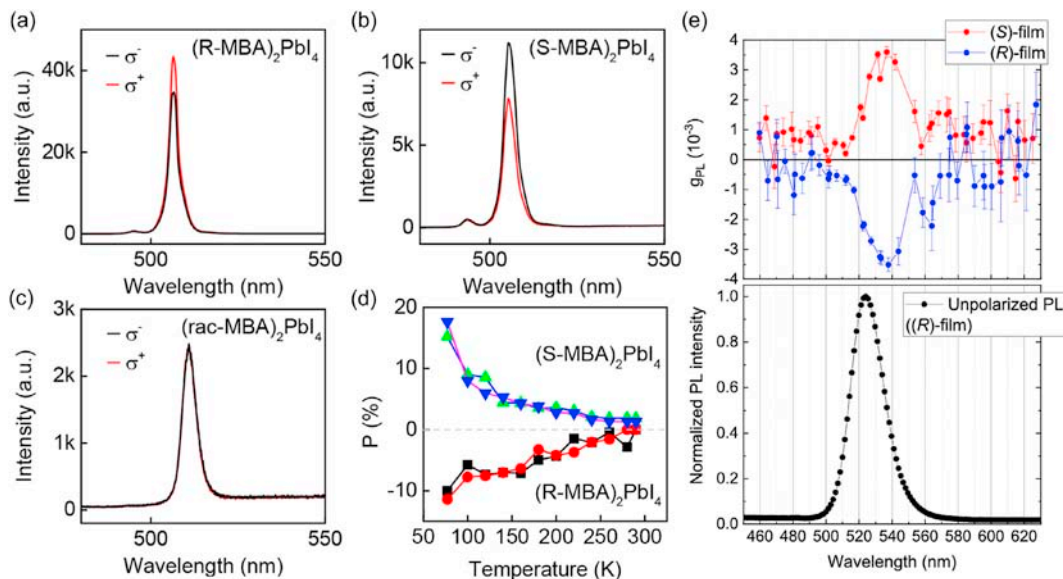 (a)
(R-MBA)₂PbI₄
σ⁻
σ⁺
40k
20k
0
Intensity (a.u.)
500
550
Wavelength (nm)
(b)
(S-MBA)₂PbI₄
σ⁻
σ⁺
10k
5k
0
Intensity (a.u.)
500
550
Wavelength (nm)
(c)
(rac-MBA)₂PbI₄
σ⁻
σ⁺
3k
2k
1k
0
Intensity (a.u.)
500
550
Wavelength (nm)
(d)
20
10
0
-10
P (%)
(S-MBA)₂PbI₄
(R-MBA)₂PbI₄
50 100 150 200 250 300
Temperature (K)
(e)
(S)-film
(R)-film
4
3
2
1
0
-1
-2
-3
-4
g_PL (10⁻³)
Unpolarized PL
((R)-film)
1.0
0.8
0.6
0.4
0.2
0.0
Normalized PL intensity
460 480 500 520 540 560 580 600 620
Wavelength (nm)